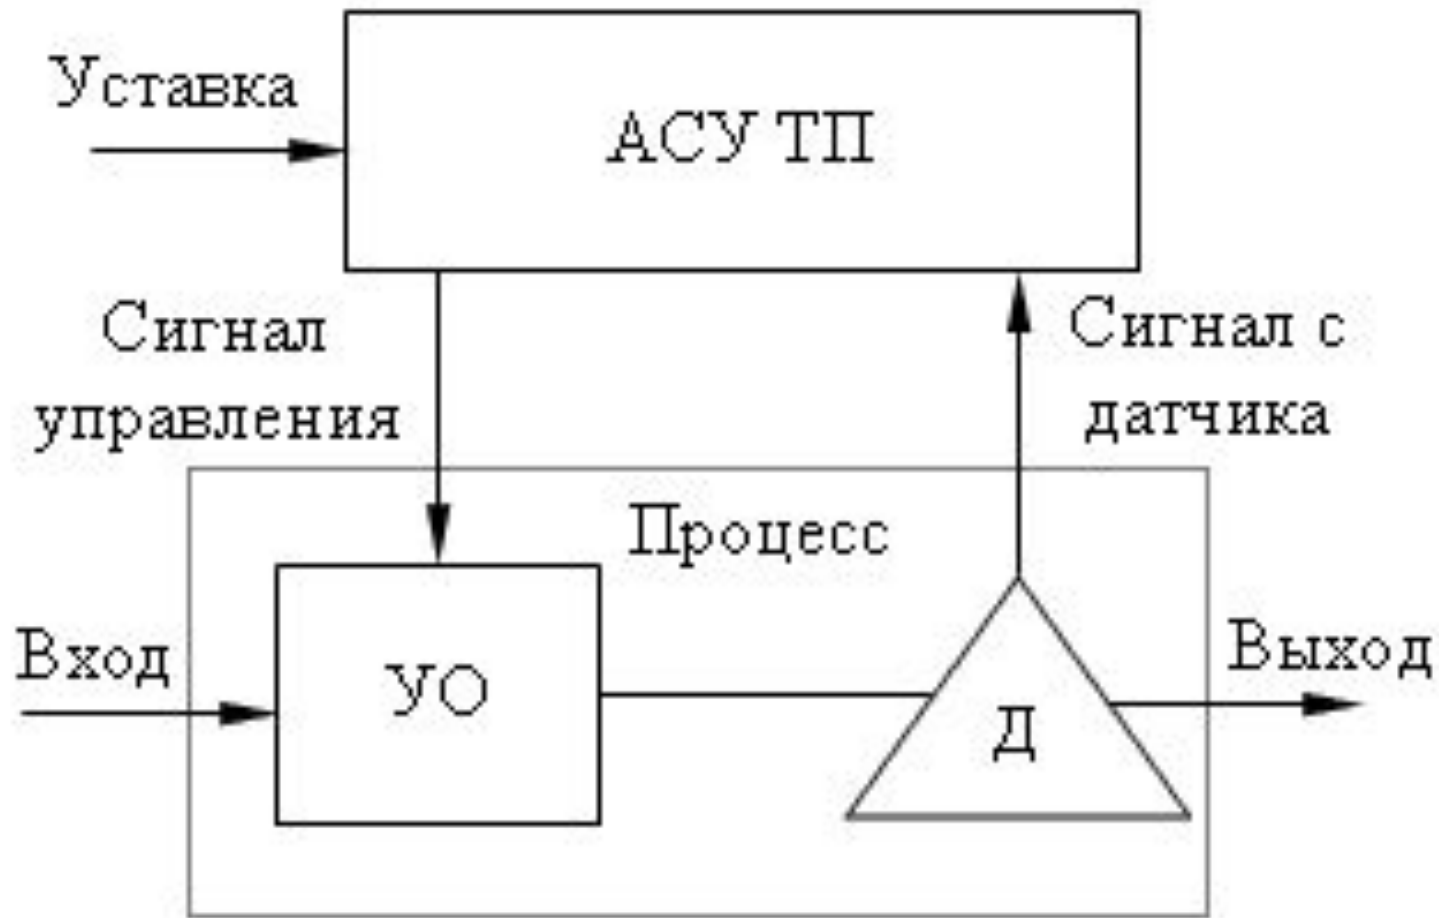 Уставка
АСУ ТП
Сигнал
управления
Сигнал с
датчика
Процесс
Вход
УО
Д
Выход